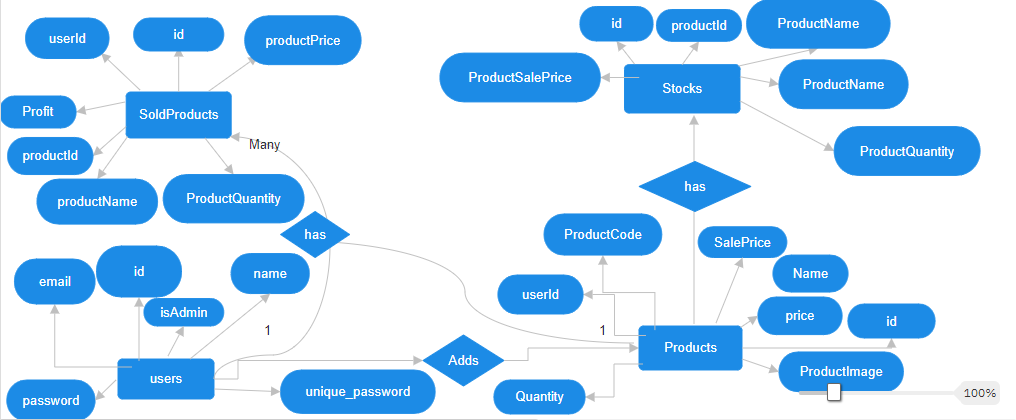 userId
id
productPrice
Profit
SoldProducts
productId
productName
ProductQuantity
Many
has
email
id
name
isAdmin
1
users
password
unique_password
Adds
id
productId
ProductName
ProductSalePrice
Stocks
ProductName
ProductQuantity
has
ProductCode
SalePrice
Name
userId
price
id
1
Products
ProductImage
Quantity
100%